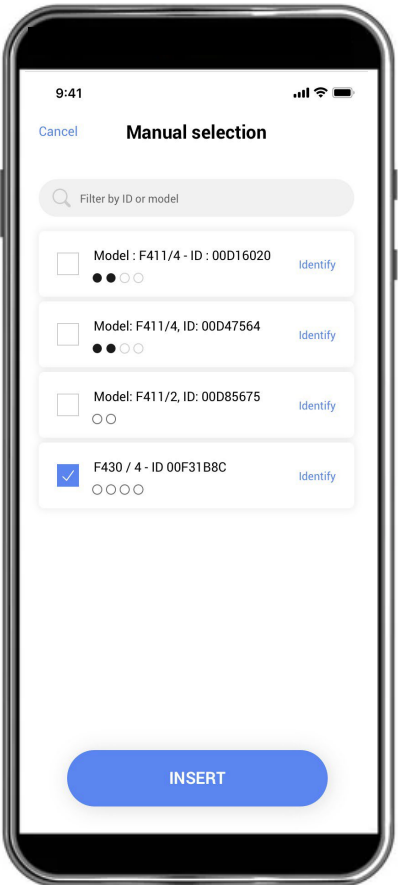 9:41
Cancel
Manual selection
Filter by ID or model
Model : F411/4 - ID : 00D16020
Identify
Model: F411/4, ID: 00D47564
Identify
Model: F411/2, ID: 00D85675
Identify
F430 / 4 - ID 00F31B8C
Identify
INSERT